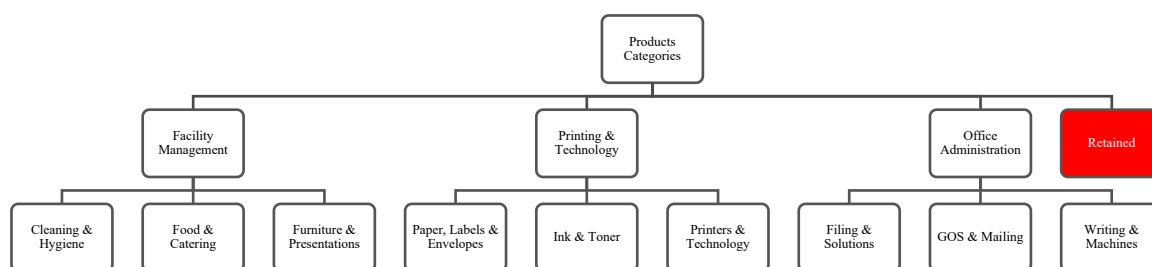 Products
Categories
Facility
Management
Printing &
Technology
Office
Administration
Retained
Cleaning &
Hygiene
Food &
Catering
Furniture &
Presentations
Paper, Labels &
Envelopes
Ink & Toner
Printers &
Technology
Filing &
Solutions
GOS & Mailing
Writing &
Machines